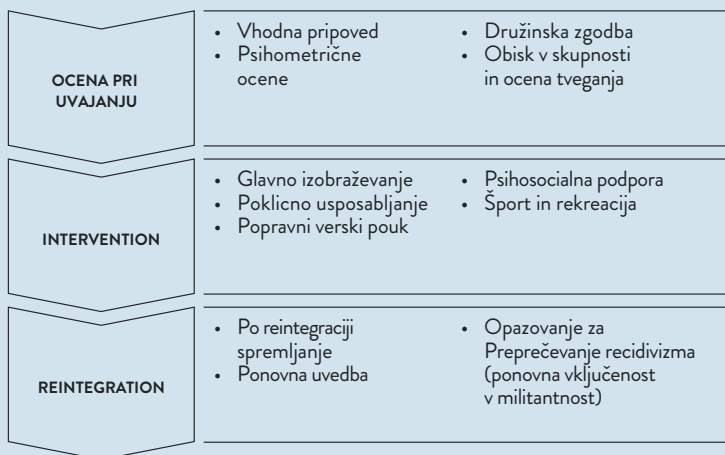 OCENA PRI
UVAJANJU
• Vhodna pripoved
• Psihometrične
ocene
• Družinska zgodba
• Obisk v skupnosti
in ocena tveganja
INTERVENTION
• Glavno izobraževanje
• Poklicno usposabljanje
• Popravni verski pouk
• Psihosocialna podpora
• Šport in rekreacija
REINTEGRATION
• Po reintegraciji
spremljanje
• Ponovna uvedba
• Opazovanje za
Preprečevanje recidivizma
(ponovna vključenost
v militantnost)